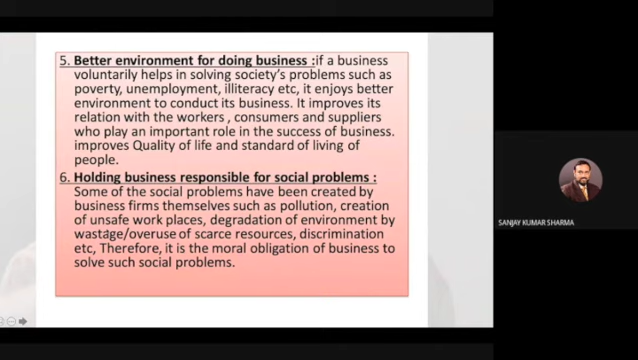 5. Better environment for doing business :if a business
voluntarily helps in solving society's problems such as
poverty, unemployment, illiteracy etc, it enjoys better
environment to conduct its business. It improves its
relation with the workers , consumers and suppliers
who play an important role in the success of business.
improves Quality of life and standard of living of
people.
6. Holding business responsible for social problems :
Some of the social problems have been created by
business firms themselves such as pollution, creation
of unsafe work places, degradation of environment by
wastage/overuse of scarce resources, discrimination
etc, Therefore, it is the moral obligation of business to
solve such social problems.
SANJAY KUMAR SHARMA